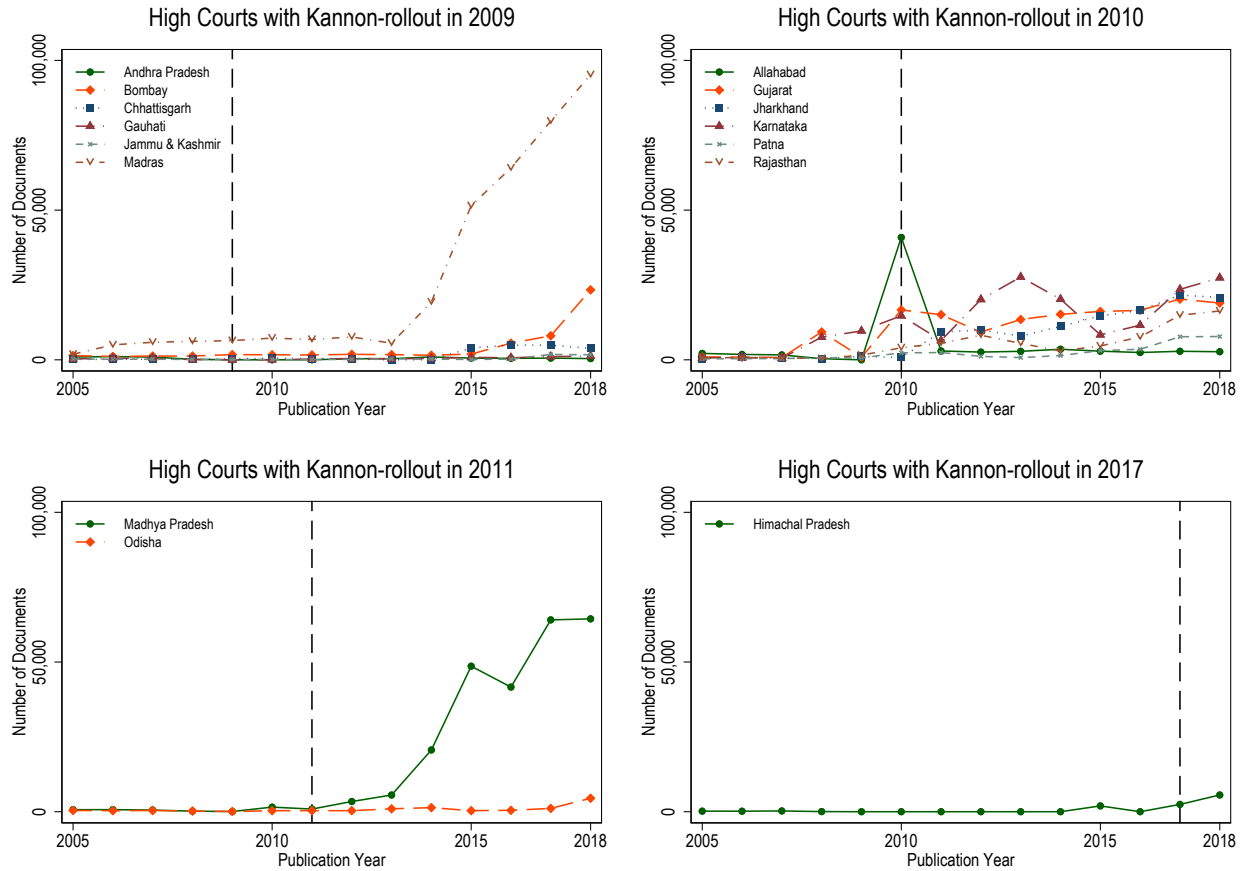 High Courts with Kannon-rollout in 2009
100,000
50,000
0
Number of Documents
Andhra Pradesh
Bombay
Chhattisgarh
Gauhati
Jammu & Kashmir
Madras
2005 2010 2015 2018
Publication Year
High Courts with Kannon-rollout in 2010
100,000
50,000
0
Number of Documents
Allahabad
Gujarat
Jharkhand
Karnataka
Patna
Rajasthan
2005 2010 2015 2018
Publication Year
High Courts with Kannon-rollout in 2011
100,000
50,000
0
Number of Documents
Madhya Pradesh
Odisha
2005 2010 2015 2018
Publication Year
High Courts with Kannon-rollout in 2017
100,000
50,000
0
Number of Documents
Himachal Pradesh
2005 2010 2015 2018
Publication Year